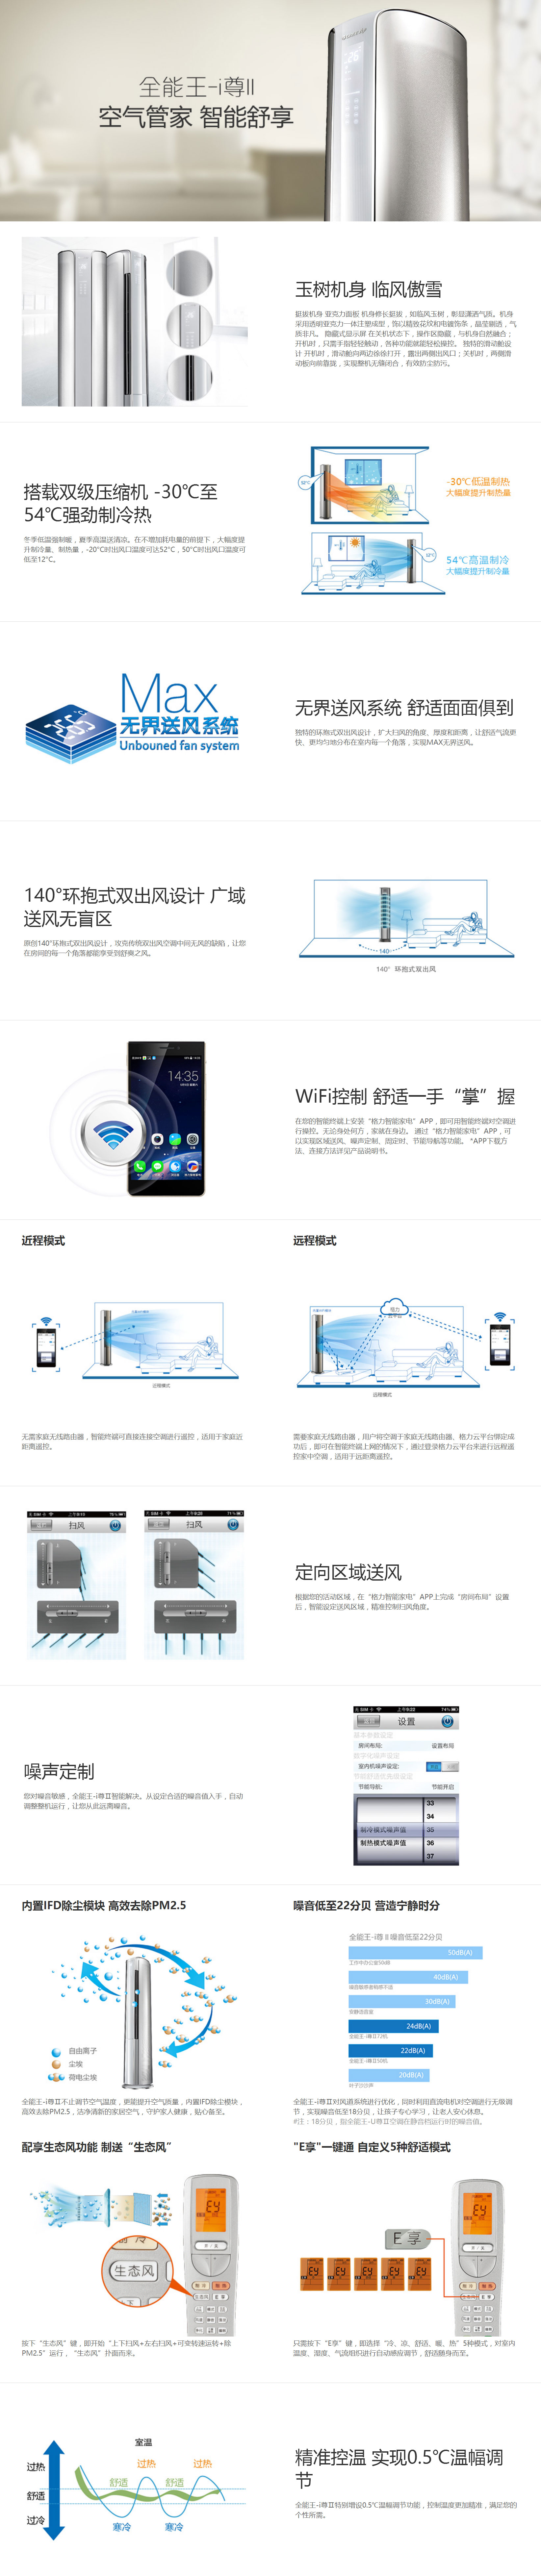 全能王-i尊II
空气管家 智能舒享
玉树机身 临风傲雪
挺拔机身 亚克力面板 机身修长挺拔，如临风玉树，彰显潇洒气质。机身
采用透明亚克力一体注塑成型，饰以精致花纹和电镀饰条，晶莹剔透，气
质非凡。 隐藏式显示屏 在关机状态下，操作区隐藏，与机身自然融合；
开机时，只需手指轻轻触动，各种功能就能轻松操控。 独特的滑动舱设
计 开机时，滑动舱向两边徐徐打开，露出两侧出风口；关机时，两侧滑
动板向前靠拢，实现整机无缝闭合，有效防尘防污。
搭载双级压缩机 -30℃至
54℃强劲制冷热
冬季低温强制暖，夏季高温送清凉。在不增加耗电量的前提下，大幅度提
升制冷量、制热量，-20℃时出风口温度可达52℃，50℃时出风口温度可
低至12℃。
52℃
-30℃低温制热
大幅度提升制热量
12℃
54℃高温制冷
大幅度提升制冷量
Max
无界送风系统
Unbouned fan system
26.5℃
无界送风系统 舒适面面俱到
独特的环抱式双出风设计，扩大扫风的角度、厚度和距离，让舒适气流更
快、更均匀地分布在室内每一个角落，实现MAX无界送风。
140°环抱式双出风设计 广域
送风无盲区
原创140°环抱式双出风设计，攻克传统双出风空调中间无风的缺陷，让您
在房间的每一个角落都能享受到舒爽之风。
140
140° 环抱式双出风
14:35
WiFi控制 舒适一手“掌”握
在您的智能终端上安装“格力智能家电”APP，即可用智能终端对空调进
行操控。无论身处何方，家就在身边。 通过“格力智能家电”APP，可
以实现区域送风、噪声定制、周定时、节能导航等功能。 *APP下载方
法、连接方法详见产品说明书。
近程模式
远程模式
近程模式
格力
云平台
远程模式
无需家庭无线路由器，智能终端可直接连接空调进行遥控，适用于家庭近
距离遥控。
需要家庭无线路由器，用户将空调于家庭无线路由器、格力云平台绑定成
功后，即可在智能终端上网的情况下，通过登录格力云平台来进行远程遥
控家中空调，适用于远距离遥控。
扫风
扫风
定向区域送风
根据您的活动区域，在“格力智能家电”APP上完成“房间布局”设置
后，智能设定送风区域，精准控制扫风角度。
噪声定制
您对噪音敏感，全能王-i尊II智能解决。从设定合适的噪音值入手，自动
调整整机运行，让您从此远离噪音。
设置
基本参数设定
房间布局: 设置布局
数字化噪声设定
室内机噪声设定:
节能导航: 节能开启
33
34
制冷模式噪声值 35
制热模式噪声值 36
37
内置IFD除尘模块 高效去除PM2.5
噪音低至22分贝 营造宁静时分
自由离子
尘埃
荷电尘埃
全能王-i尊 II 噪音低至22分贝
50dB(A)
40dB(A)
30dB(A)
24dB(A)
全能王-i尊II72机
22dB(A)
全能王-i尊II50机
20dB(A)
叶子沙沙声
全能王-i尊II不止调节空气温度，更能提升空气质量，内置IFD除尘模块，
高效去除PM2.5，洁净清新的空气，守护家人健康，贴心备至。
全能王-i尊II对风道系统进行优化，同时利用直流电机对空调进行无级调
节，实现噪音低至18分贝，让孩子专心学习，让老人安心休息。
#注：18分贝，指全能王-U尊II空调在静音档运行时的噪音值。
配享生态风功能 制送“生态风”
"E享"一键通 自定义5种舒适模式
生态风
E享
按下“生态风”键，即开始“上下扫风+左右扫风+可变转速运转+除
PM2.5”运行，“生态风”扑面而来。
只需按下“E享”键，即选择“冷、凉、舒适、暖、热”5种模式，对室内
温度、湿度、气流组织进行自动感应调节，舒适随身而至。
室温
过热
舒适
过冷
过热
过热
舒适
舒适
寒冷
寒冷
精准控温 实现0.5℃温幅调
节
全能王-i尊II特别增设0.5℃温幅调节功能，控制温度更加精准，满足您的
个性所需。